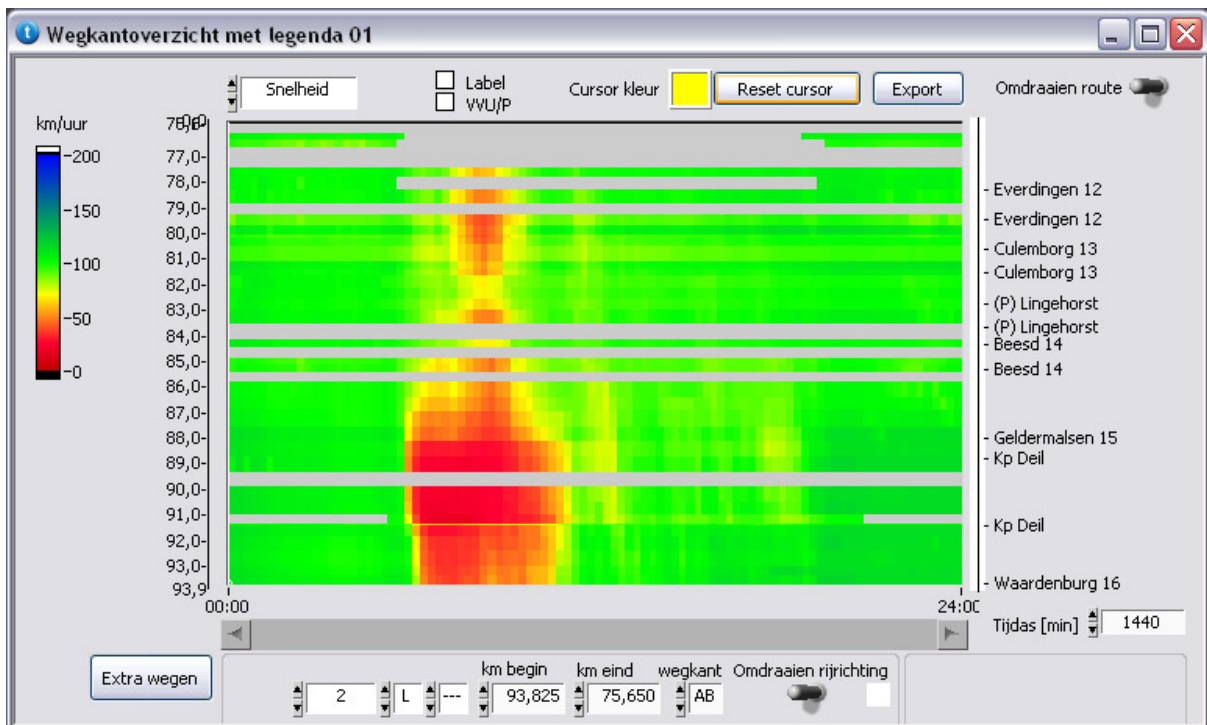 Wegkantoverzicht met legenda 01
Snelheid
Label
VVU/P
Cursor kleur
Reset cursor
Export
Omdraaien route
km/uur
200
150
100
50
0
77,0
78,0
79,0
80,0
81,0
82,0
83,0
84,0
85,0
86,0
87,0
88,0
89,0
90,0
91,0
92,0
93,0
93,9
Everdingen 12
Everdingen 12
Culemborg 13
Culemborg 13
(P) Lingehorst
(P) Lingehorst
Beesd 14
Beesd 14
Geldermalsen 15
Kp Deil
Kp Deil
Waardenburg 16
00:00
Tijdas [min]
1440
Extra wegen
km begin
km eind
wegkant
Omdraaien rijrichting
2
L
---
93,825
75,650
AB